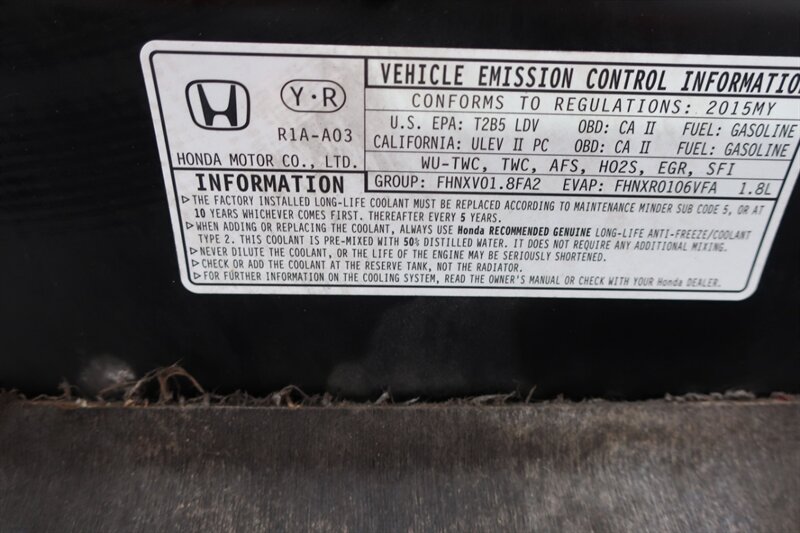 VEHICLE EMISSION CONTROL INFORMATIO
Y·R
CONFORMS TO REGULATIONS: 2015MY
R1A-A03
U.S. EPA: T2B5 LDV OBD: CA II FUEL: GASOLINE
CALIFORNIA: ULEV II PC OBD: CA II FUEL: GASOLINE
HONDA MOTOR CO., LTD.
WU-TWC, TWC, AFS, HO2S, EGR, SFI
INFORMATION
GROUP: FHNXV01.8FA2 EVAP: FHNXR0106VFA 1.8L
▷THE FACTORY INSTALLED LONG-LIFE COOLANT MUST BE REPLACED ACCORDING TO MAINTENANCE MINDER SUB CODE 5, OR AT
10 YEARS WHICHEVER COMES FIRST. THEREAFTER EVERY 5 YEARS.
▷WHEN ADDING OR REPLACING THE COOLANT, ALWAYS USE Honda RECOMMENDED GENUINE LONG-LIFE ANTI-FREEZE/COOLANT
TYPE 2. THIS COOLANT IS PRE-MIXED WITH 50% DISTILLED WATER. IT DOES NOT REQUIRE ANY ADDITIONAL MIXING.
▷NEVER DILUTE THE COOLANT, OR THE LIFE OF THE ENGINE MAY BE SERIOUSLY SHORTENED.
▷CHECK OR ADD THE COOLANT AT THE RESERVE TANK, NOT THE RADIATOR.
▷FOR FURTHER INFORMATION ON THE COOLING SYSTEM, READ THE OWNER'S MANUAL OR CHECK WITH YOUR Honda DEALER.